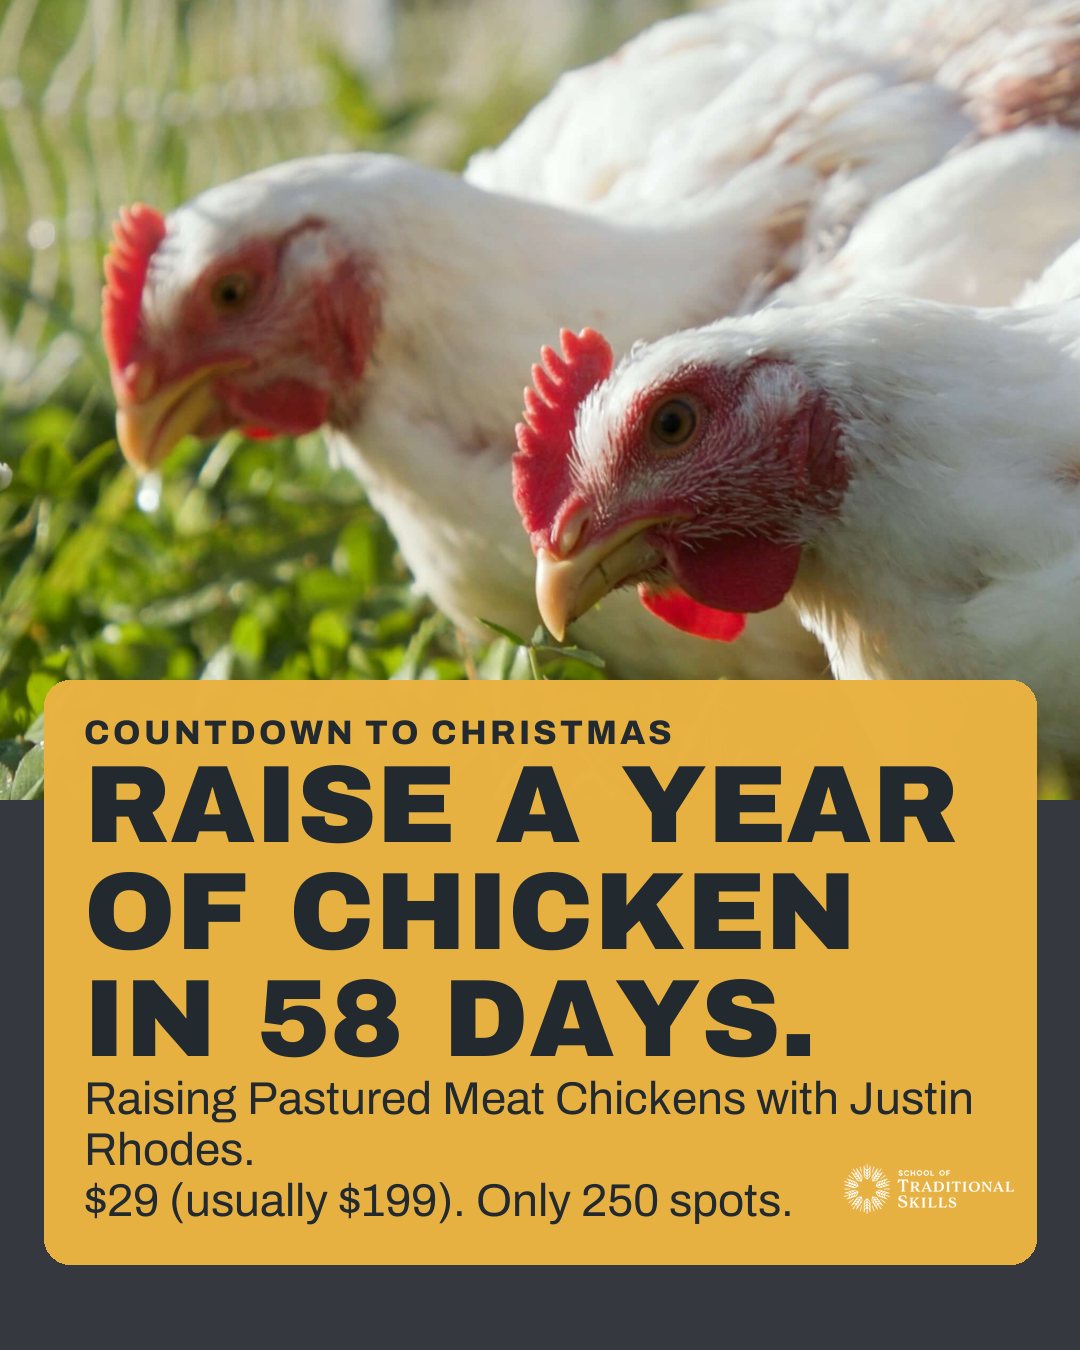 COUNTDOWN TO CHRISTMAS
RAISE A YEAR
OF CHICKEN
IN 58 DAYS.
Raising Pastured Meat Chickens with Justin
Rhodes.
$29 (usually $199). Only 250 spots.
SCHOOL OF
TRADITIONAL
SKILLS